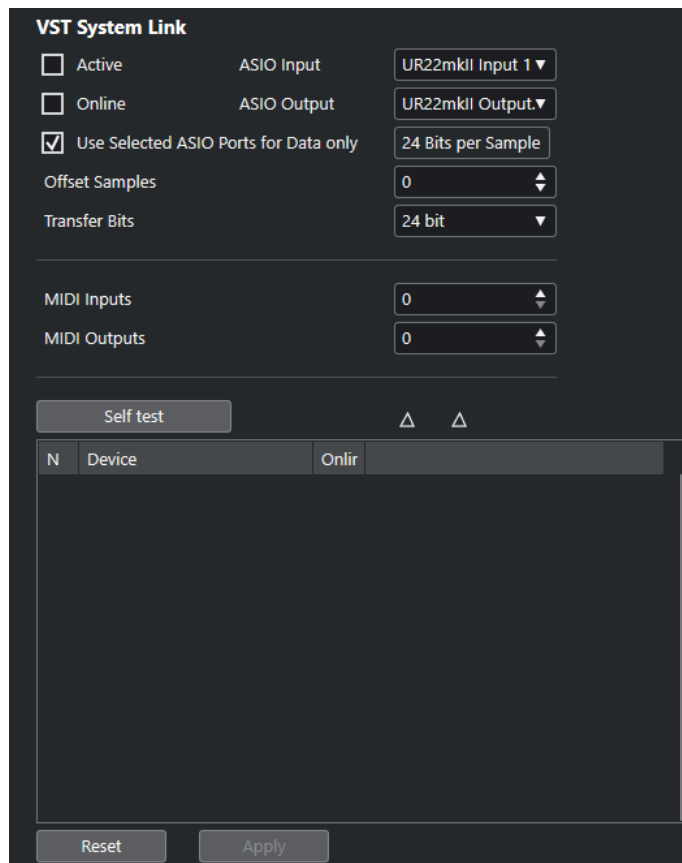 VST System Link
Active ASIO Input UR22mkII Input 1
Online ASIO Output UR22mkII Output.
Use Selected ASIO Ports for Data only 24 Bits per Sample
Offset Samples 0
Transfer Bits 24 bit
MIDI Inputs 0
MIDI Outputs 0
Self test
N Device Onlir
Reset Apply